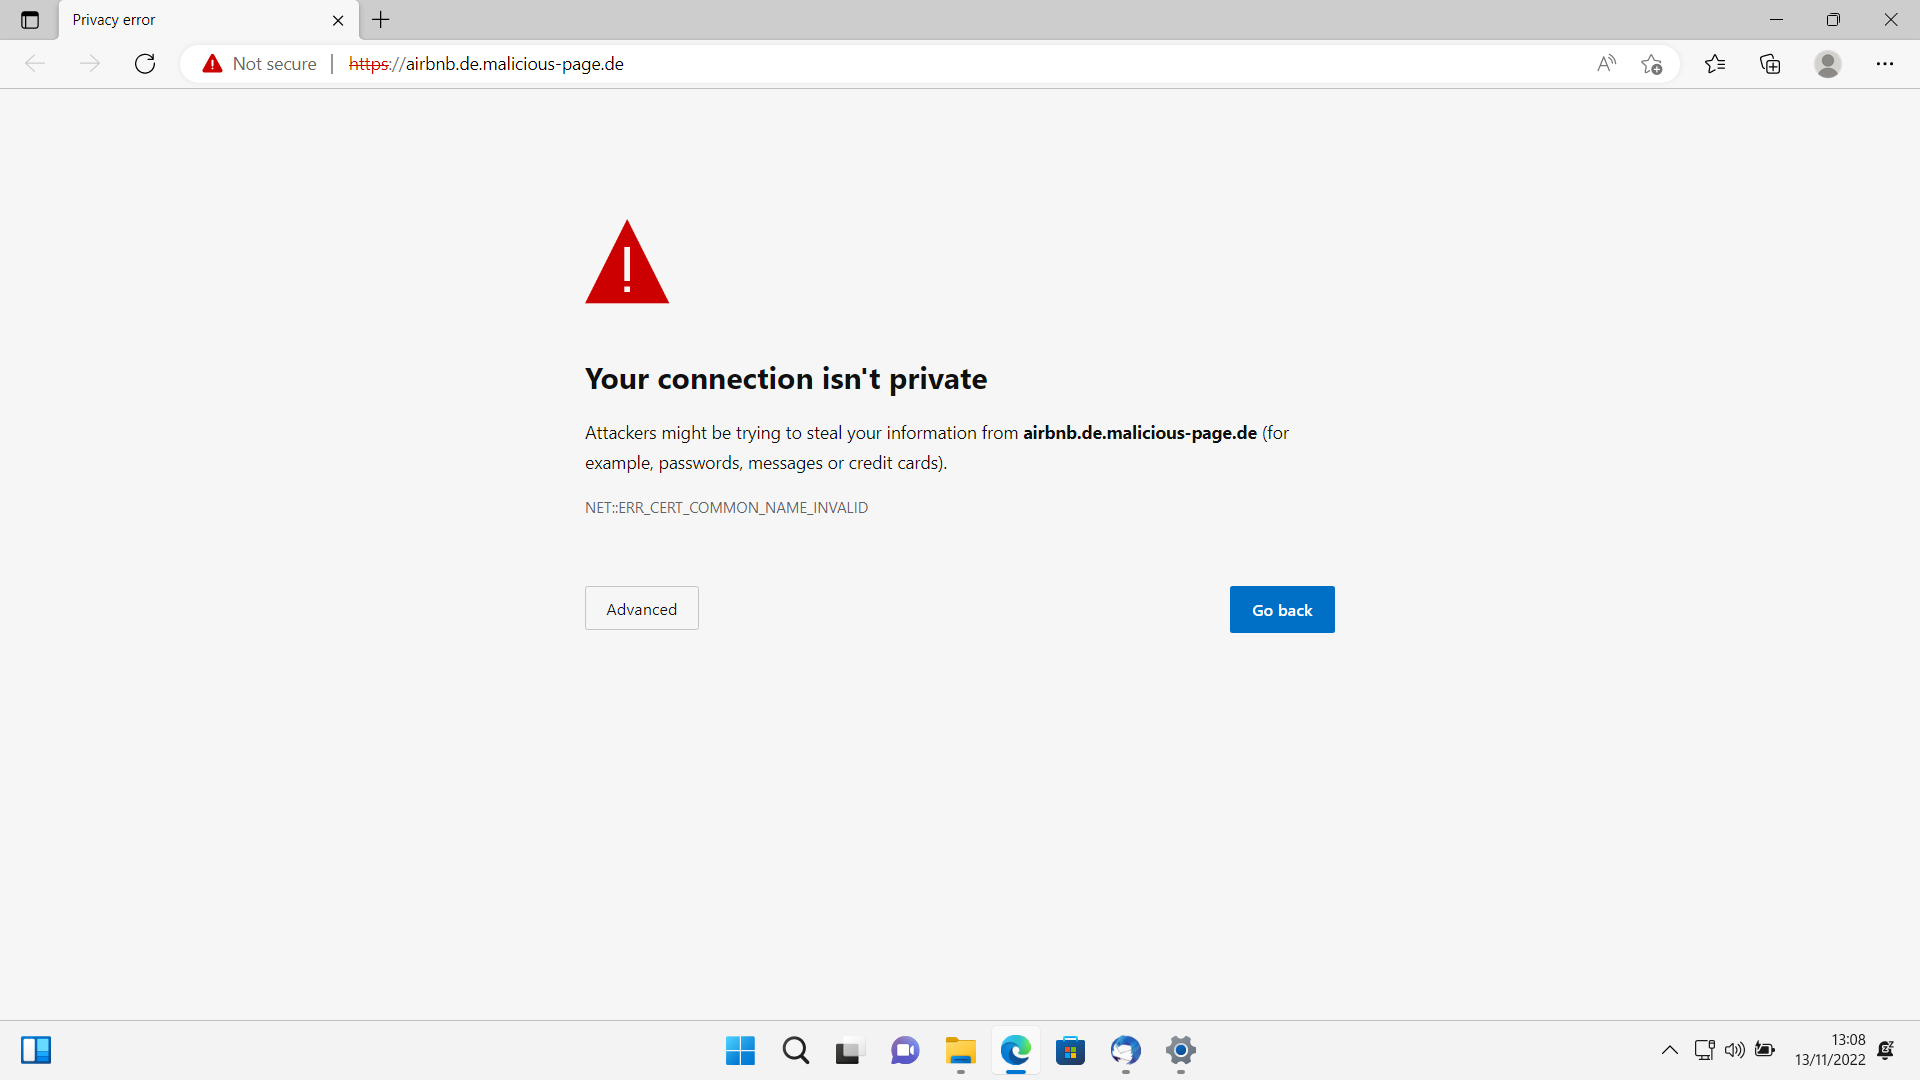 Privacy error
Not secure
https://airbnb.de.malicious-page.de
Your connection isn't private
Attackers might be trying to steal your information from airbnb.de.malicious-page.de (for
example, passwords, messages or credit cards).
NET::ERR_CERT_COMMON_NAME_INVALID
Advanced
Go back
13:08
13/11/2022